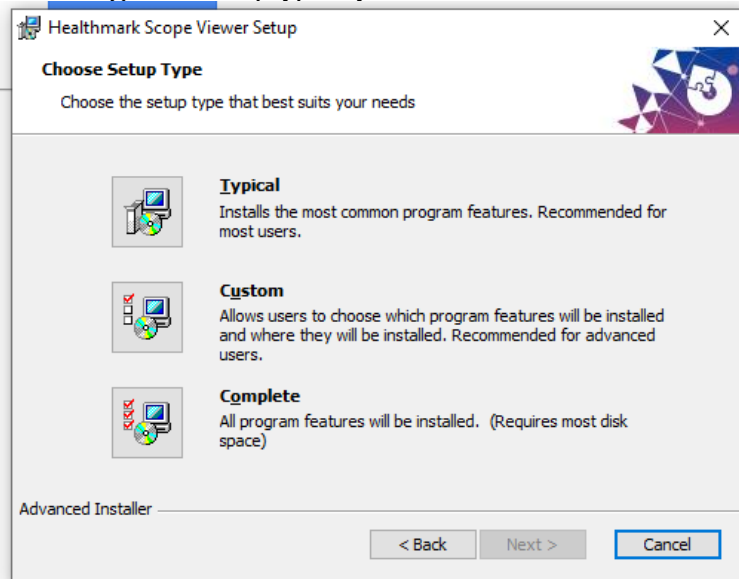 Healthmark Scope Viewer Setup
Choose Setup Type
Choose the setup type that best suits your needs
Typical
Installs the most common program features. Recommended for
most users.
Custom
Allows users to choose which program features will be installed
and where they will be installed. Recommended for advanced
users.
Complete
All program features will be installed.  (Requires most disk
space)
Advanced Installer
< Back
Next >
Cancel